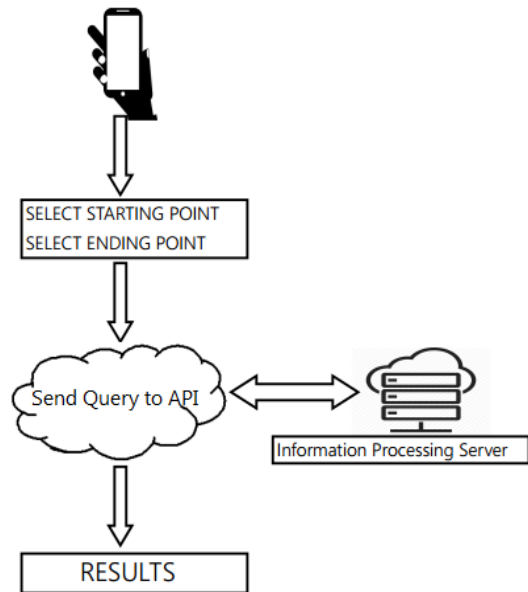 SELECT STARTING POINT
SELECT ENDING POINT
Send Query to API
Information Processing Server
RESULTS